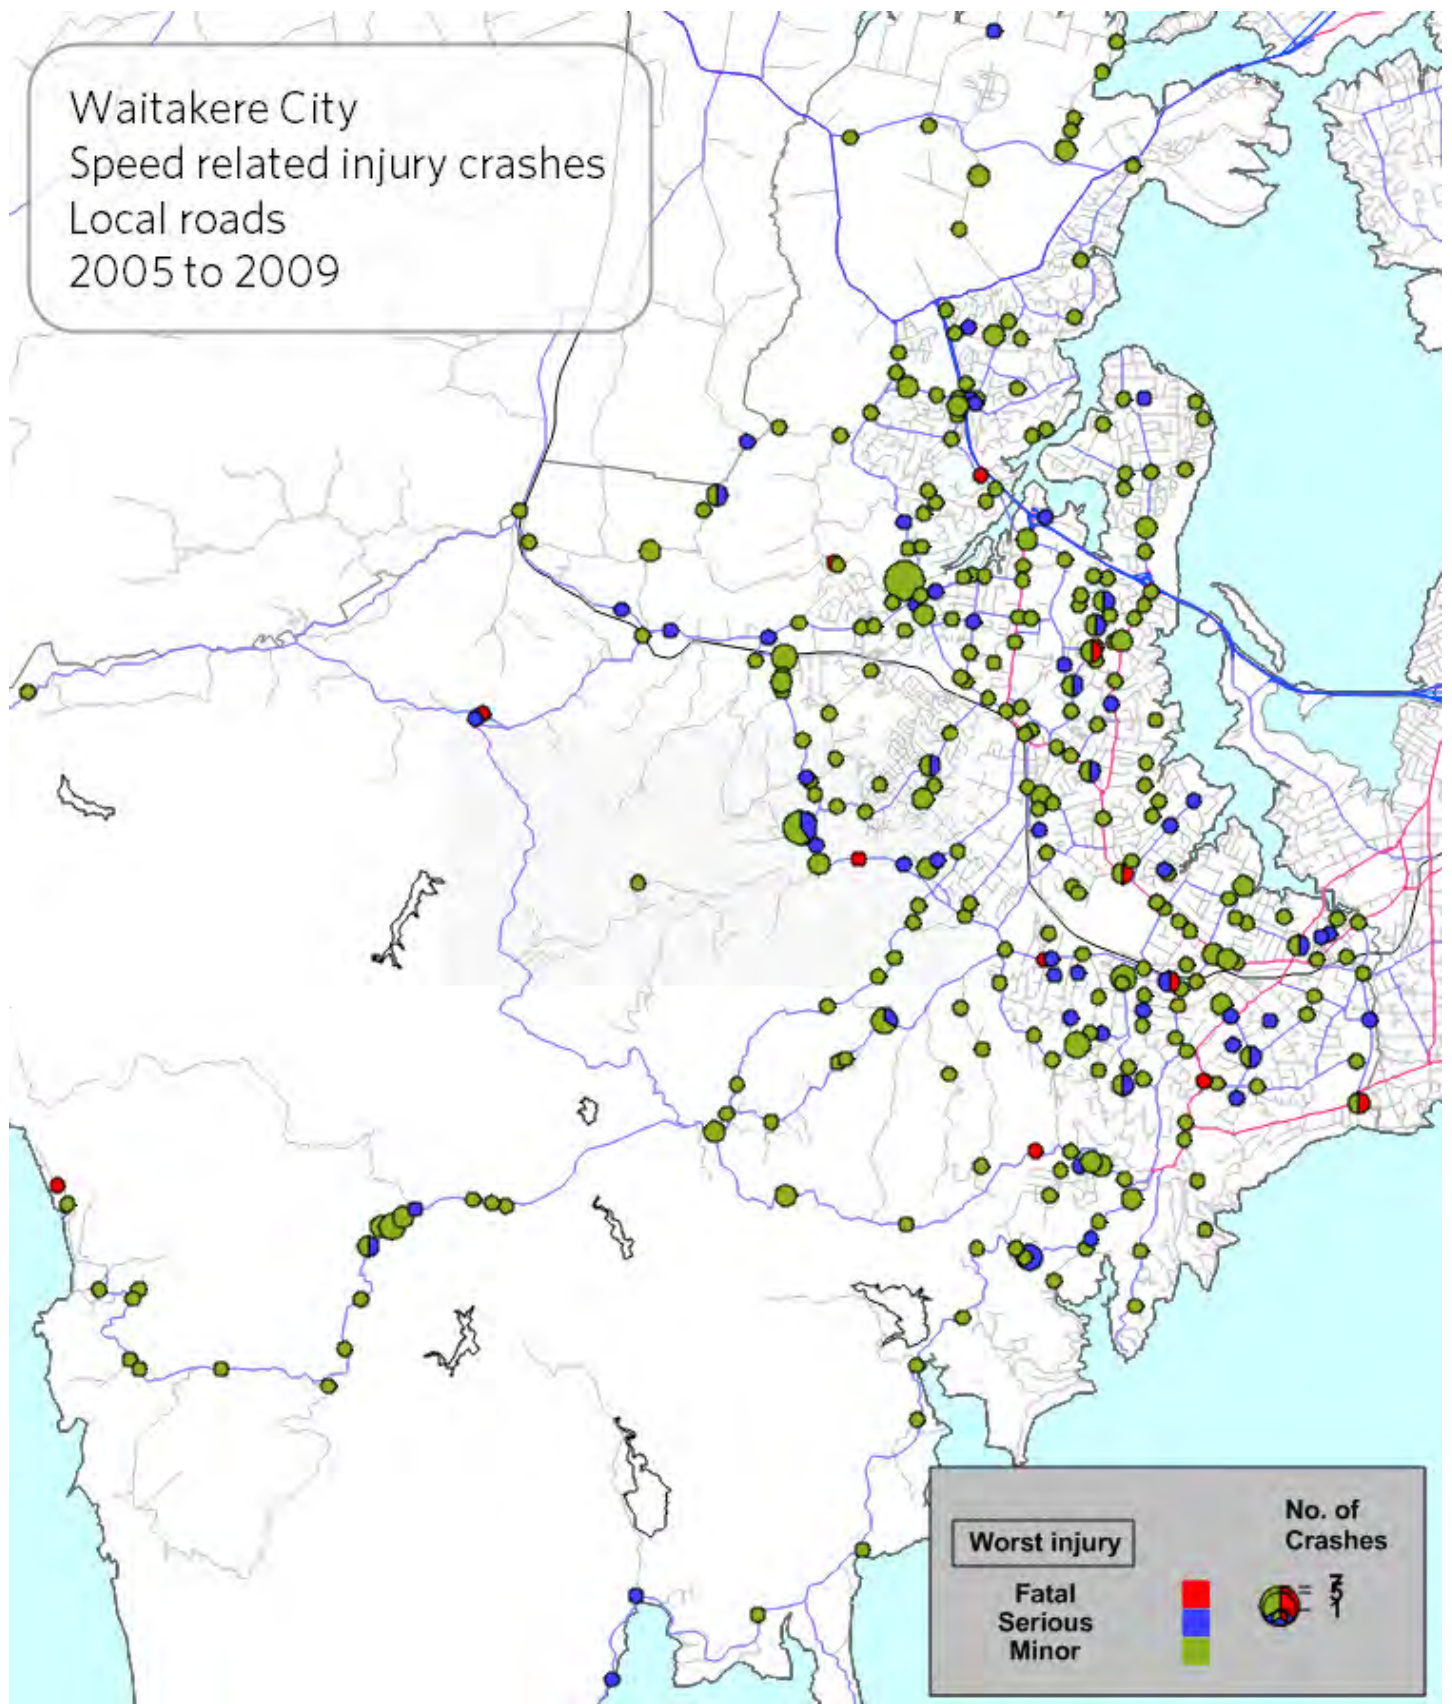 Waitakere City
Speed related injury crashes
Local roads
2005 to 2009
No. of
Crashes
Worst injury
Fatal
Serious
Minor